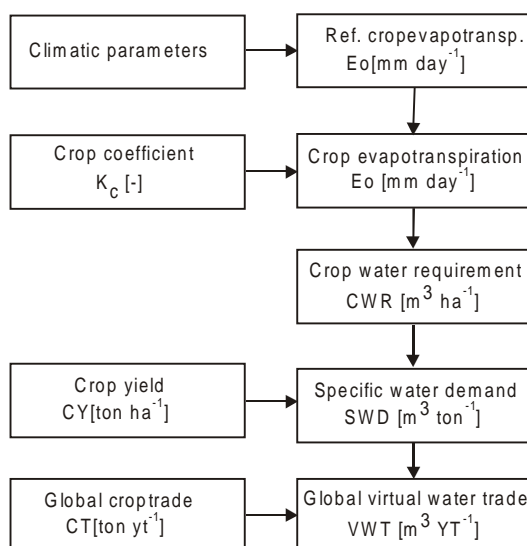 Climatic parameters
Ref. cropevapotransp.
Eo[mm day⁻¹]
Crop coefficient
K_c [-]
Crop evapotranspiration
Eo [mm day⁻¹]
Crop water requirement
CWR [m³ ha⁻¹]
Crop yield
CY[ton ha⁻¹]
Specific water demand
SWD [m³ ton⁻¹]
Global croptrade
CT[ton yt⁻¹]
Global virtual water trade
VWT [m³ YT⁻¹]